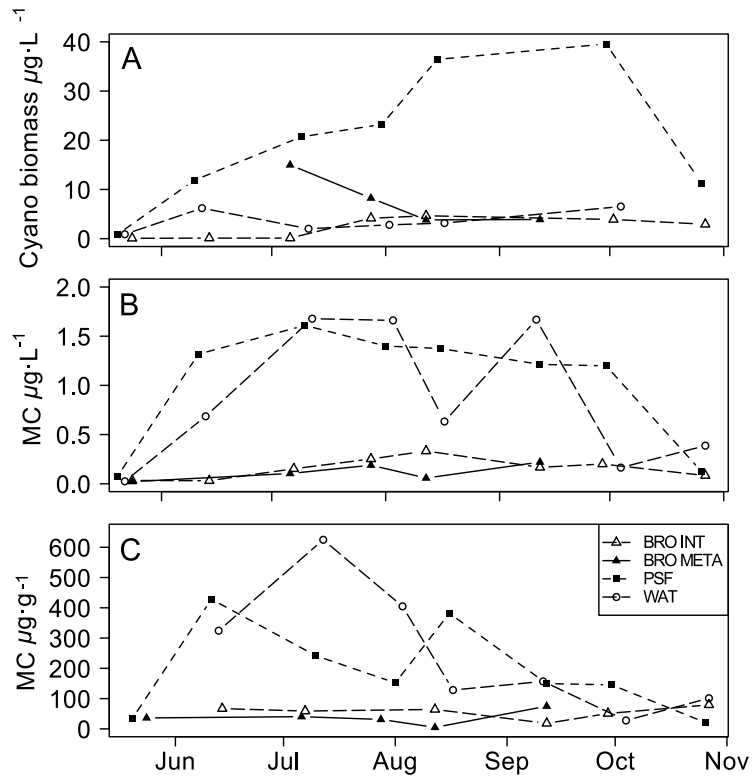 A
Cyano biomass µg·L⁻¹
40
30
20
10
0
B
MC µg·L⁻¹
2.0
1.5
1.0
0.5
0.0
C
MC µg·g⁻¹
600
500
400
300
200
100
0
BRO INT
BRO META
PSF
WAT
Jun Jul Aug Sep Oct Nov